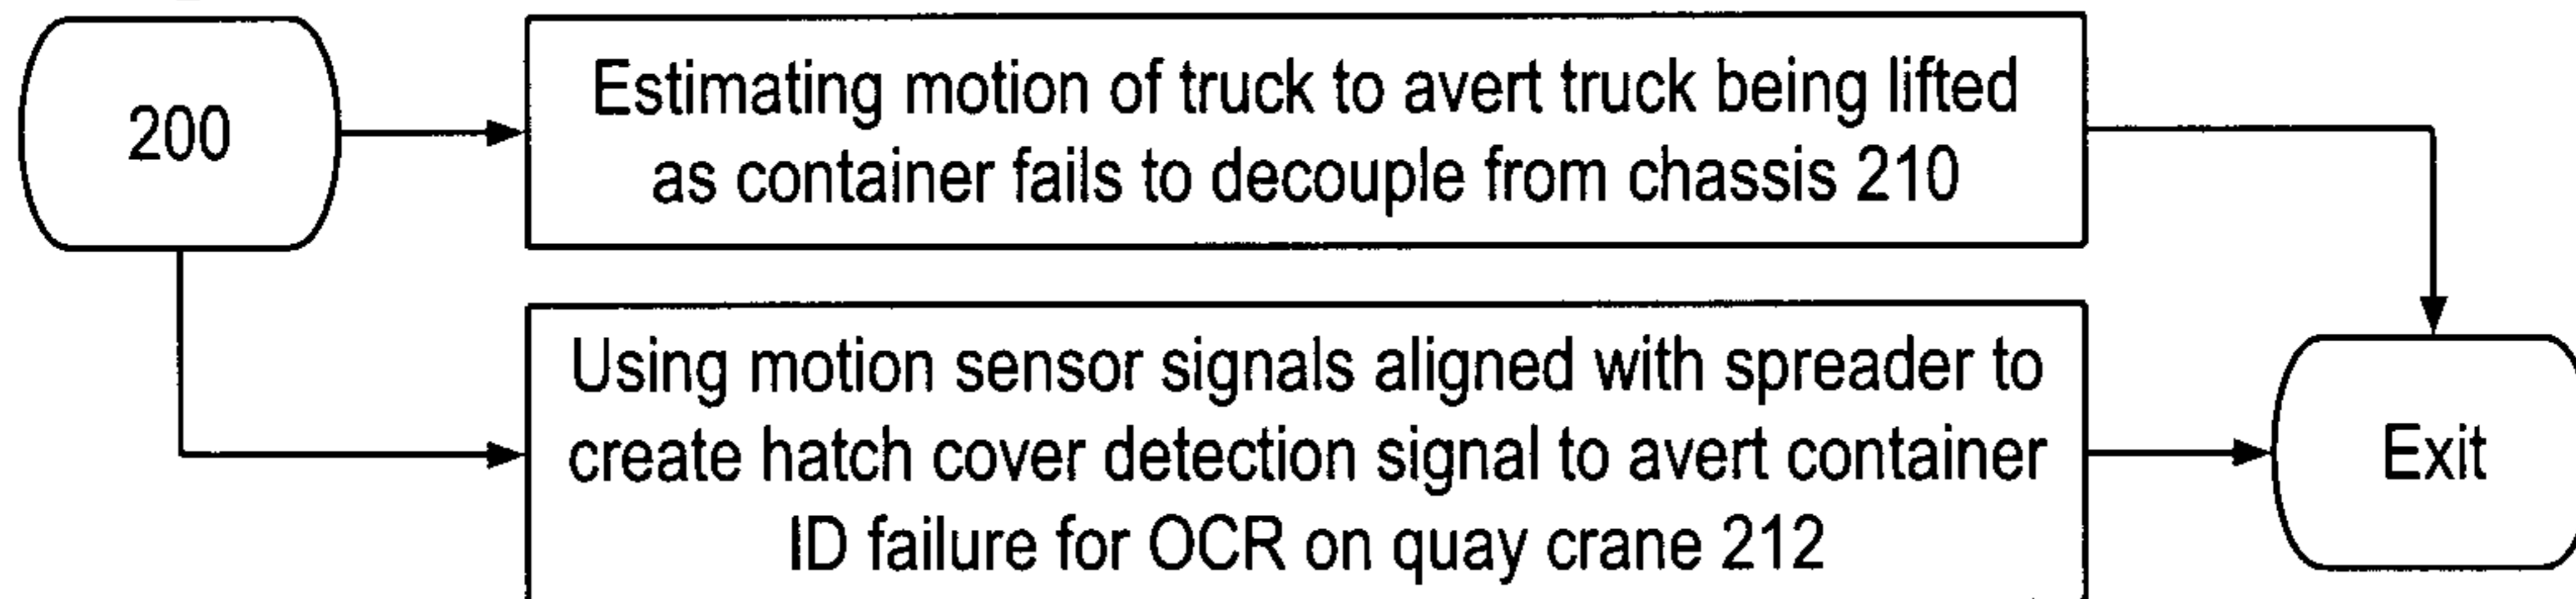 200
Estimating motion of truck to avert truck being lifted
as container fails to decouple from chassis 210
Using motion sensor signals aligned with spreader to
create hatch cover detection signal to avert container
ID failure for OCR on quay crane 212
Exit